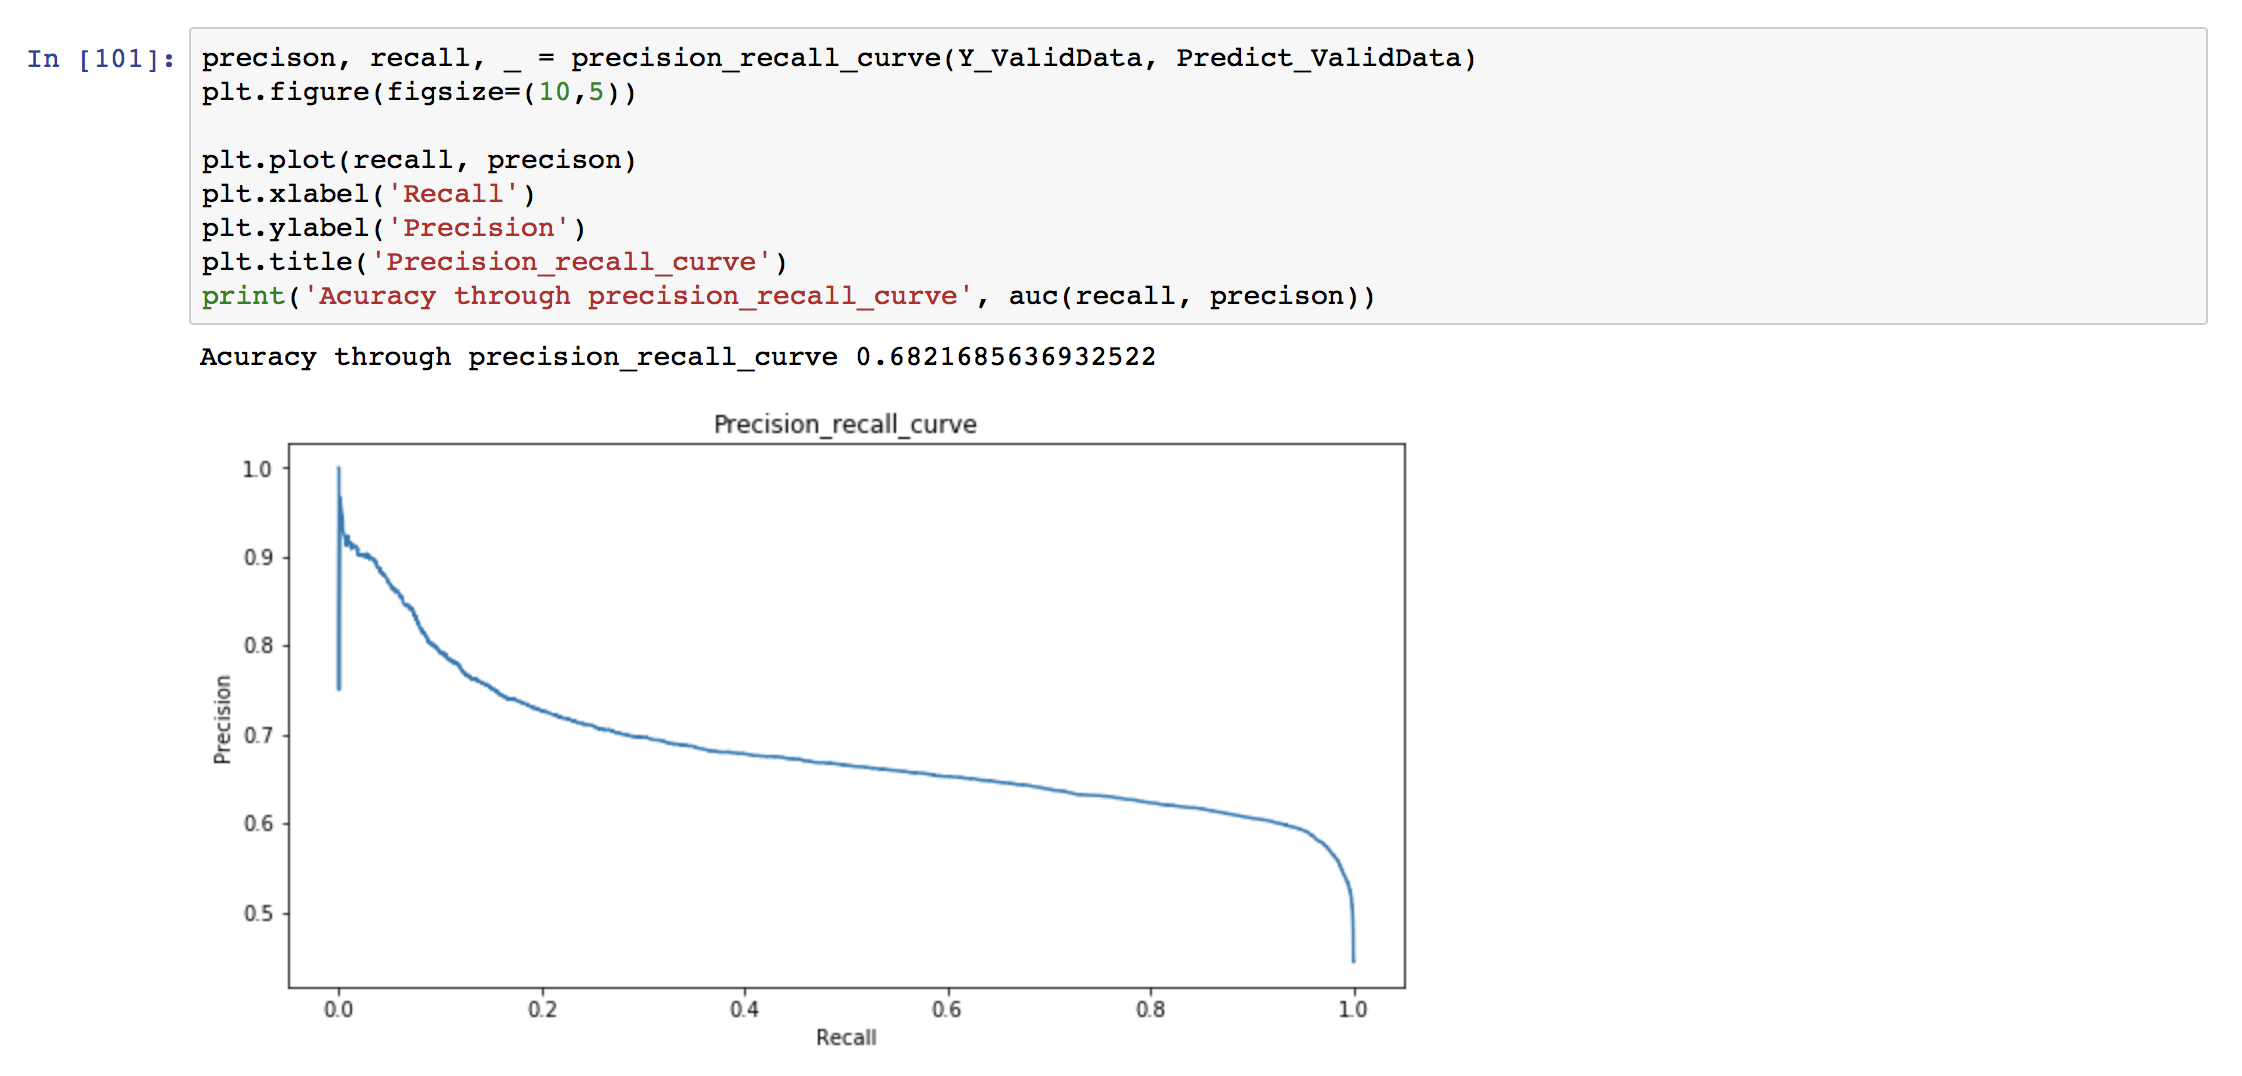 In [101]: precison, recall, _ = precision_recall_curve(Y_ValidData, Predict_ValidData)
plt.figure(figsize=(10,5))
plt.plot(recall, precison)
plt.xlabel('Recall')
plt.ylabel('Precision')
plt.title('Precision_recall_curve')
print('Acuracy through precision_recall_curve', auc(recall, precison))
Acuracy through precision_recall_curve 0.6821685636932522
Precision_recall_curve
1.0
0.9
0.8
0.7
0.6
0.5
Precision
0.0 0.2 0.4 0.6 0.8 1.0
Recall